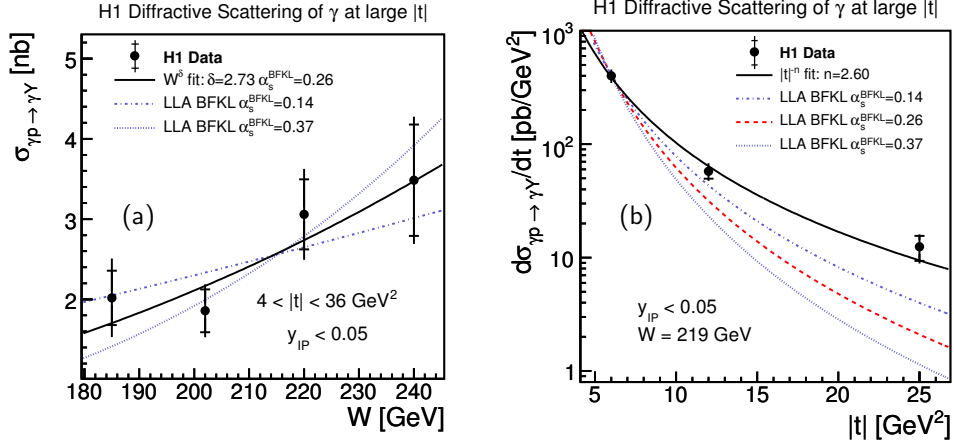 H1 Diffractive Scattering of γ at large |t|
σ_γp → γY [nb]
5
4
3
2
1
H1 Data
W^δ fit: δ=2.73 α_s^BFKL=0.26
LLA BFKL α_s^BFKL=0.14
LLA BFKL α_s^BFKL=0.37
(a)
4 < |t| < 36 GeV²
y_IP < 0.05
180 190 200 210 220 230 240
W [GeV]
H1 Diffractive Scattering of γ at large |t|
dσ_γp → γY/dt [pb/GeV²]
10³
10²
10
1
H1 Data
|t|^-n fit: n=2.60
LLA BFKL α_s^BFKL=0.14
LLA BFKL α_s^BFKL=0.26
LLA BFKL α_s^BFKL=0.37
(b)
y_IP < 0.05
W = 219 GeV
5 10 15 20 25
|t| [GeV²]